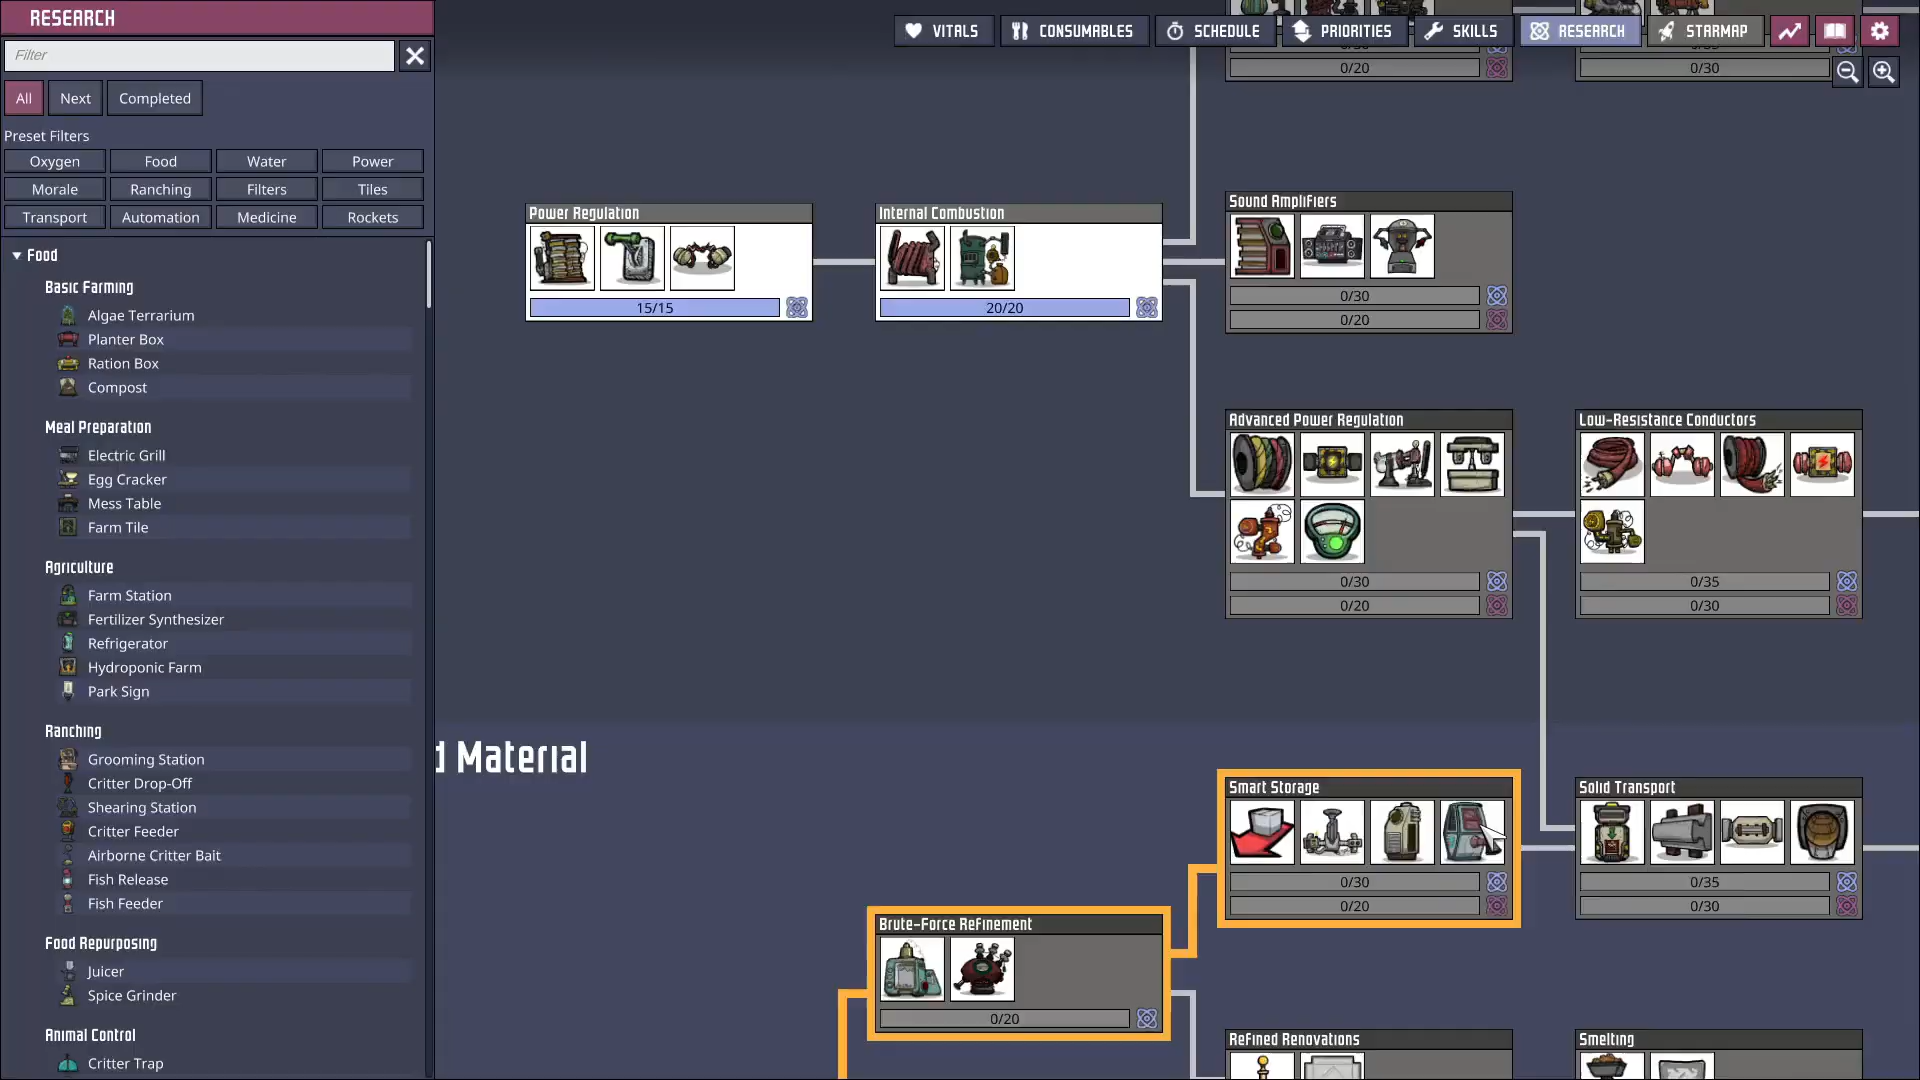 RESEARCH
VITALS
CONSUMABLES
SCHEDULE
PRIORITIES
SKILLS
RESEARCH
STARMAP
Filter
All
Next
Completed
Preset Filters
Oxygen
Food
Water
Power
Morale
Ranching
Filters
Tiles
Transport
Automation
Medicine
Rockets
Food
Basic Farming
Algae Terrarium
Planter Box
Ration Box
Compost
Meal Preparation
Electric Grill
Egg Cracker
Mess Table
Farm Tile
Agriculture
Farm Station
Fertilizer Synthesizer
Refrigerator
Hydroponic Farm
Park Sign
Ranching
Grooming Station
Critter Drop-Off
Shearing Station
Critter Feeder
Airborne Critter Bait
Fish Release
Fish Feeder
Food Repurposing
Juicer
Spice Grinder
Animal Control
Critter Trap
0/20
0/30
Power Regulation
15/15
Internal Combustion
20/20
Sound Amplifiers
0/30
0/20
Advanced Power Regulation
0/30
0/20
Low-Resistance Conductors
0/35
0/30
d Material
Smart Storage
0/30
0/20
Solid Transport
0/35
0/30
Brute-Force Refinement
0/20
Refined Renovations
Smelting